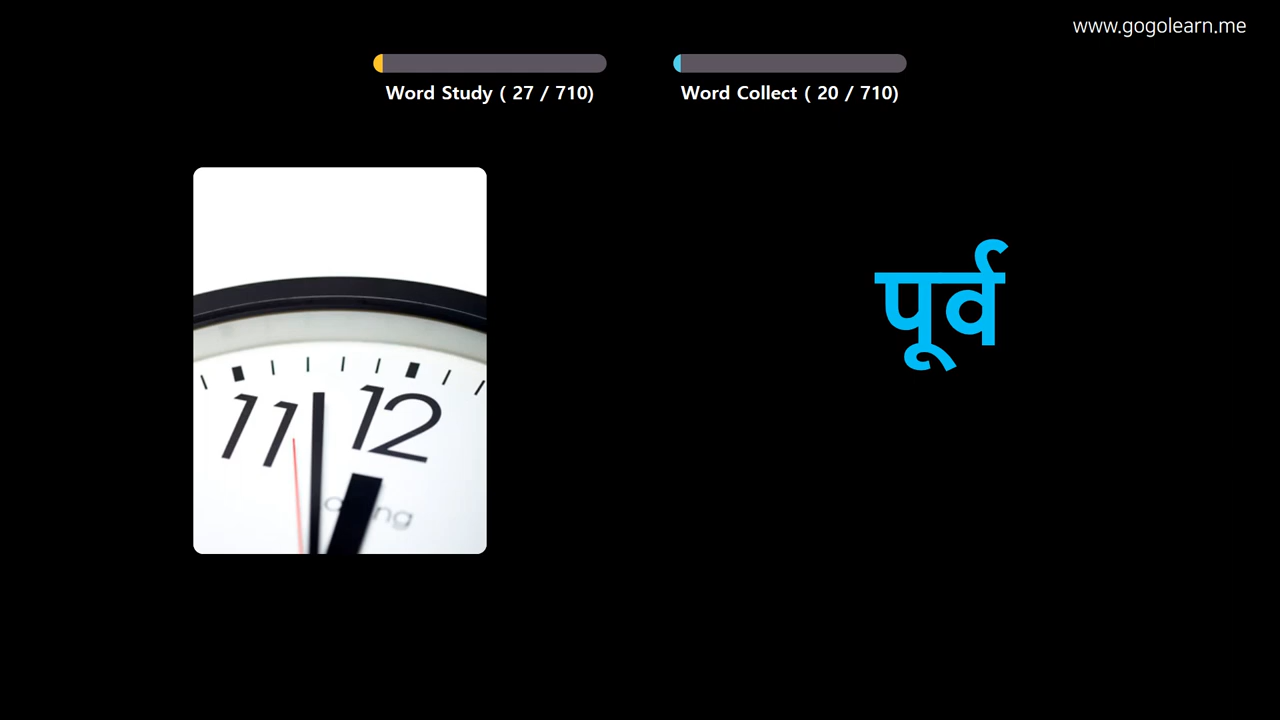 www.gogolearn.me
Word Study ( 27 / 710)
Word Collect ( 20 / 710)
पूर्व
11
12